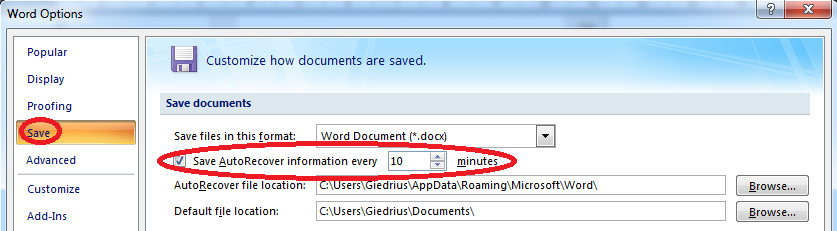 Word Options
?
Popular
Display
Proofing
Save
Advanced
Customize
Add-Ins
Customize how documents are saved.
Save documents
Save files in this format: Word Document (*.docx)
Save AutoRecover information every 10 minutes
AutoRecover file location: C:\Users\Giedrius\AppData\Roaming\Microsoft\Word\ Browse...
Default file location: C:\Users\Giedrius\Documents\ Browse...